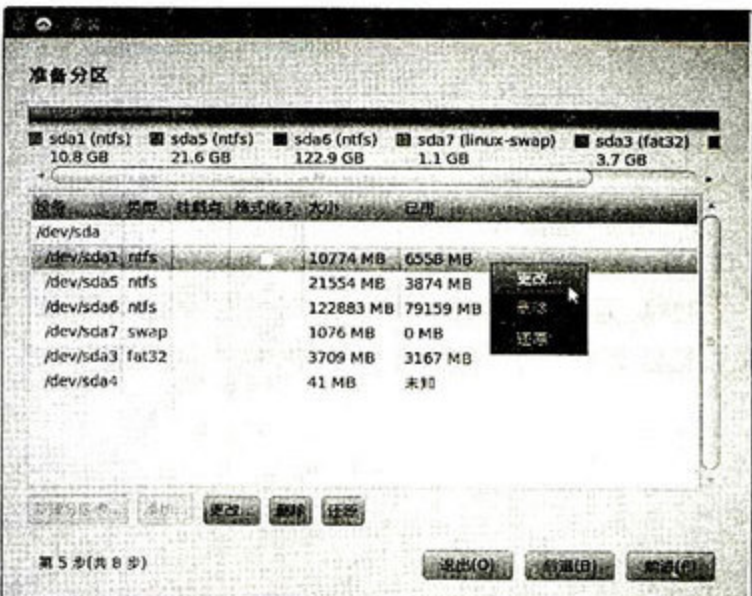 安装
准备分区
sda1 (ntfs) sda5 (ntfs) sda6 (ntfs) sda7 (linux-swap) sda3 (fat32)
10.8 GB 21.6 GB 122.9 GB 1.1 GB 3.7 GB
设备 类型 挂载点 格式化? 大小 已用
/dev/sda
/dev/sda1 ntfs 10774 MB 6558 MB
更改...
/dev/sda5 ntfs 21554 MB 3874 MB
/dev/sda6 ntfs 122883 MB 79159 MB
删除
/dev/sda7 swap 1076 MB 0 MB
还原
/dev/sda3 fat32 3709 MB 3167 MB
/dev/sda4 41 MB 未知
更改... 删除 还原
第 5 步(共 8 步) 退出(Q) 后退(B) 前进(F)